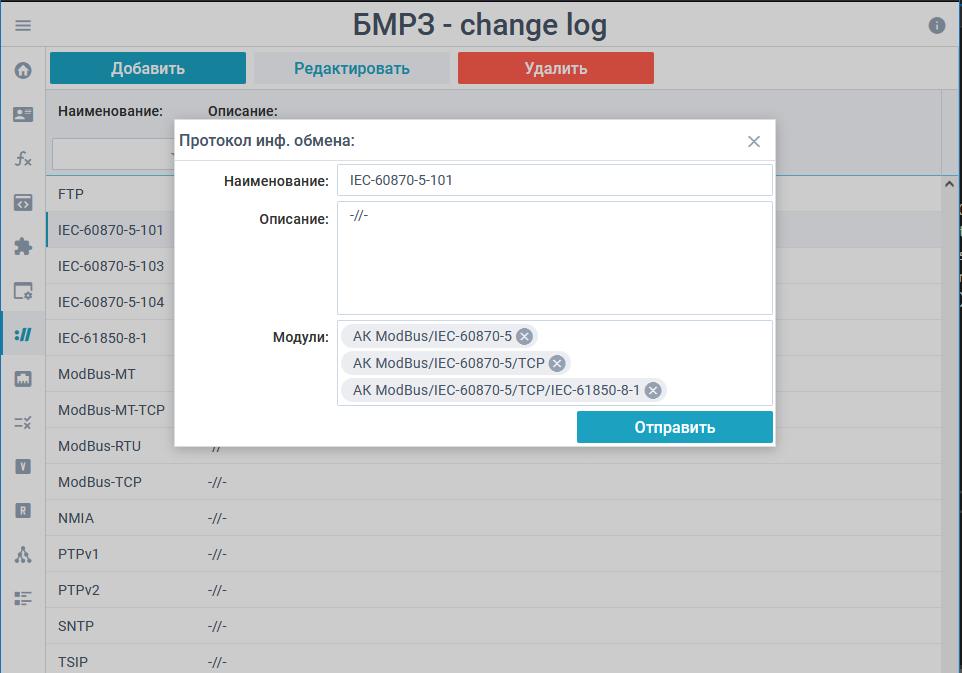 БМРЗ - change log
Добавить Редактировать Удалить
Наименование: Описание:
Протокол инф. обмена:
Наименование: IEC-60870-5-101
Описание: -//-
Модули: АК ModBus/IEC-60870-5
АК ModBus/IEC-60870-5/TCP
АК ModBus/IEC-60870-5/TCP/IEC-61850-8-1
Отправить
FTP
IEC-60870-5-101
IEC-60870-5-103
IEC-60870-5-104
IEC-61850-8-1
ModBus-MT
ModBus-MT-TCP
ModBus-RTU
ModBus-TCP -//-
NMIA -//-
PTPv1 -//-
PTPv2 -//-
SNTP -//-
TSIP -//-